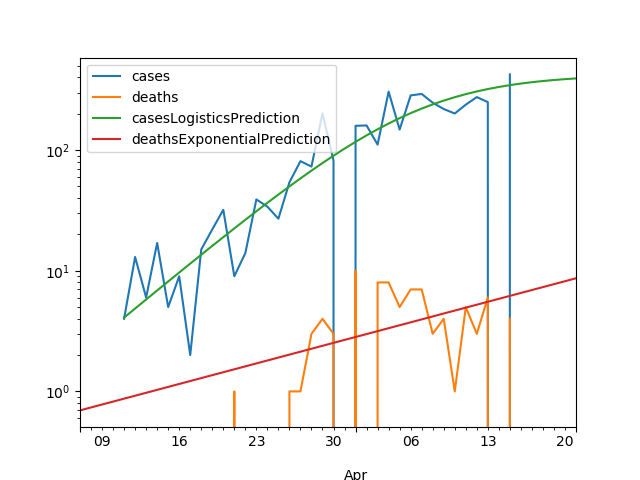 cases
deaths
casesLogisticsPrediction
deathsExponentialPrediction
10²
10¹
10⁰
09 16 23 30 06 13 20
Apr